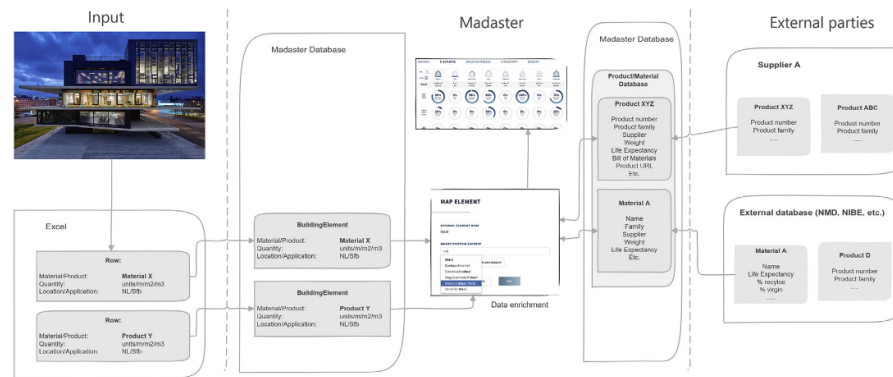 Input
Madaster
External parties
Madaster Database
Madaster Database
Supplier A
Product/Material
Database
Product XYZ
Product number
Product family
Supplier
Weight
Life Expectancy
Bill of Materials
Product URL
Etc.
Product XYZ
Product number
Product family
.....
Product ABC
Product number
Product family
.....
MAP ELEMENT
Material A
Name
Family
Supplier
Weight
Life Expectancy
Etc.
External database (NMD, NIBE, etc.)
Material A
Name
Life Expectancy
% recylce
% virgin
.....
Product D
Product number
Product family
.....
Excel
Row:
Material/Product: Material X
Quantity: units/m/m2/m3
Location/Application: NL/Sfb
Row:
Material/Product: Product Y
Quantity: units/m/m2/m3
Location/Application: NL/Sfb
BuildingElement
Material/Product: Material X
Quantity: units/m/m2/m3
Location/Application: NL/Sfb
BuildingElement
Material/Product: Product Y
Quantity: units/m/m2/m3
Location/Application: NL/Sfb
Data enrichment